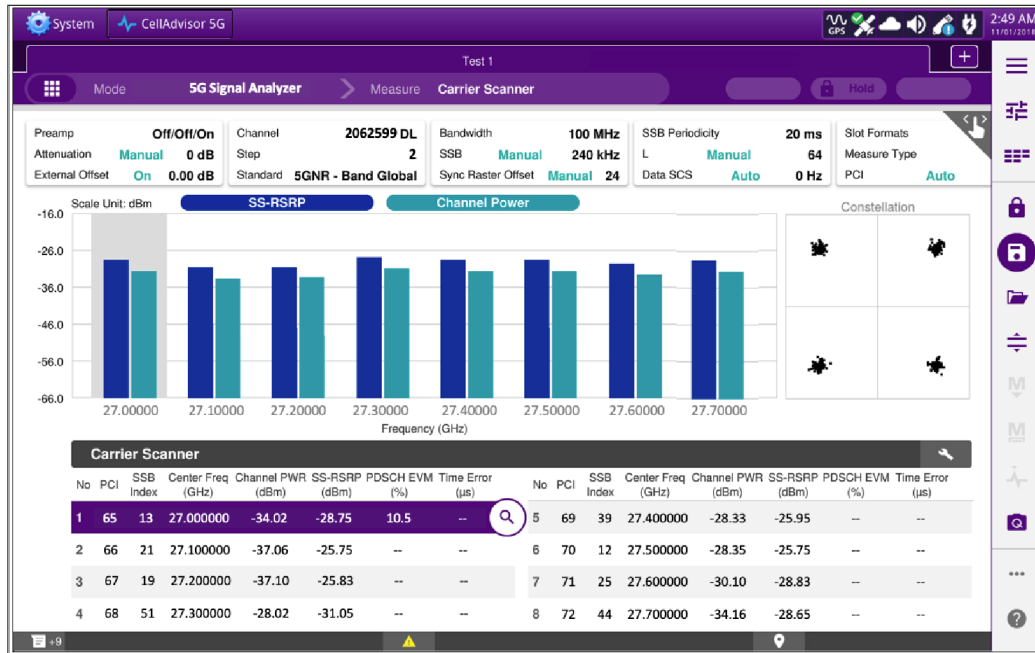 System CellAdvisor 5G GPS 2:49 AM
11/01/2018
Test 1 +
Mode 5G Signal Analyzer Measure Carrier Scanner Hold
Preamp Off/Off/On Channel 2062599 DL Bandwidth 100 MHz SSB Periodicity 20 ms Slot Formats
Attenuation Manual 0 dB Step 2 SSB Manual 240 kHz L Manual 64 Measure Type
External Offset On 0.00 dB Standard 5GNR - Band Global Sync Raster Offset Manual 24 Data SCS Auto 0 Hz PCI Auto
Scale Unit: dBm SS-RSRP Channel Power Constellation
-16.0
-26.0
-36.0
-46.0
-56.0
-66.0
27.00000 27.10000 27.20000 27.30000 27.40000 27.50000 27.60000 27.70000
Frequency (GHz)
Carrier Scanner
No PCI SSB Index Center Freq (GHz) Channel PWR (dBm) SS-RSRP (dBm) PDSCH EVM (%) Time Error (µs)
1 65 13 27.000000 -34.02 -28.75 10.5 --
2 66 21 27.100000 -37.06 -25.75 -- --
3 67 19 27.200000 -37.10 -25.83 -- --
4 68 51 27.300000 -28.02 -31.05 -- --
No PCI SSB Index Center Freq (GHz) Channel PWR (dBm) SS-RSRP (dBm) PDSCH EVM (%) Time Error (µs)
5 69 39 27.400000 -28.33 -25.95 -- --
6 70 12 27.500000 -28.35 -25.75 -- --
7 71 25 27.600000 -30.10 -28.83 -- --
8 72 44 27.700000 -34.16 -28.65 -- --
+9